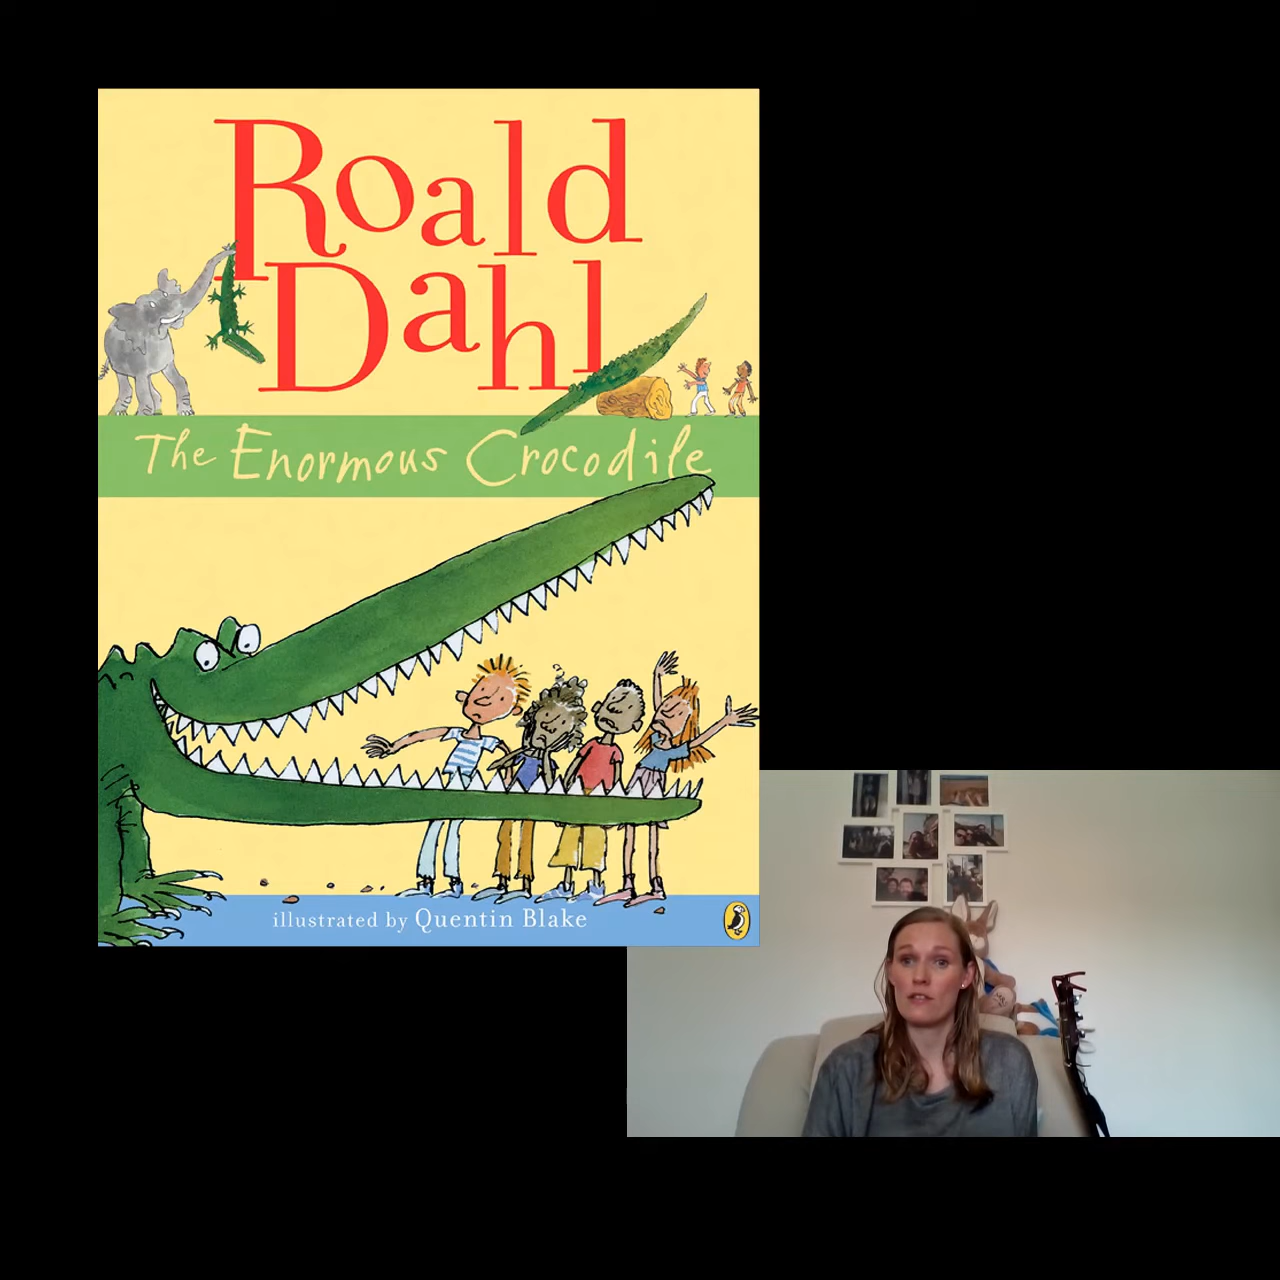 Roald
Dahl
The Enormous Crocodile
illustrated by Quentin Blake